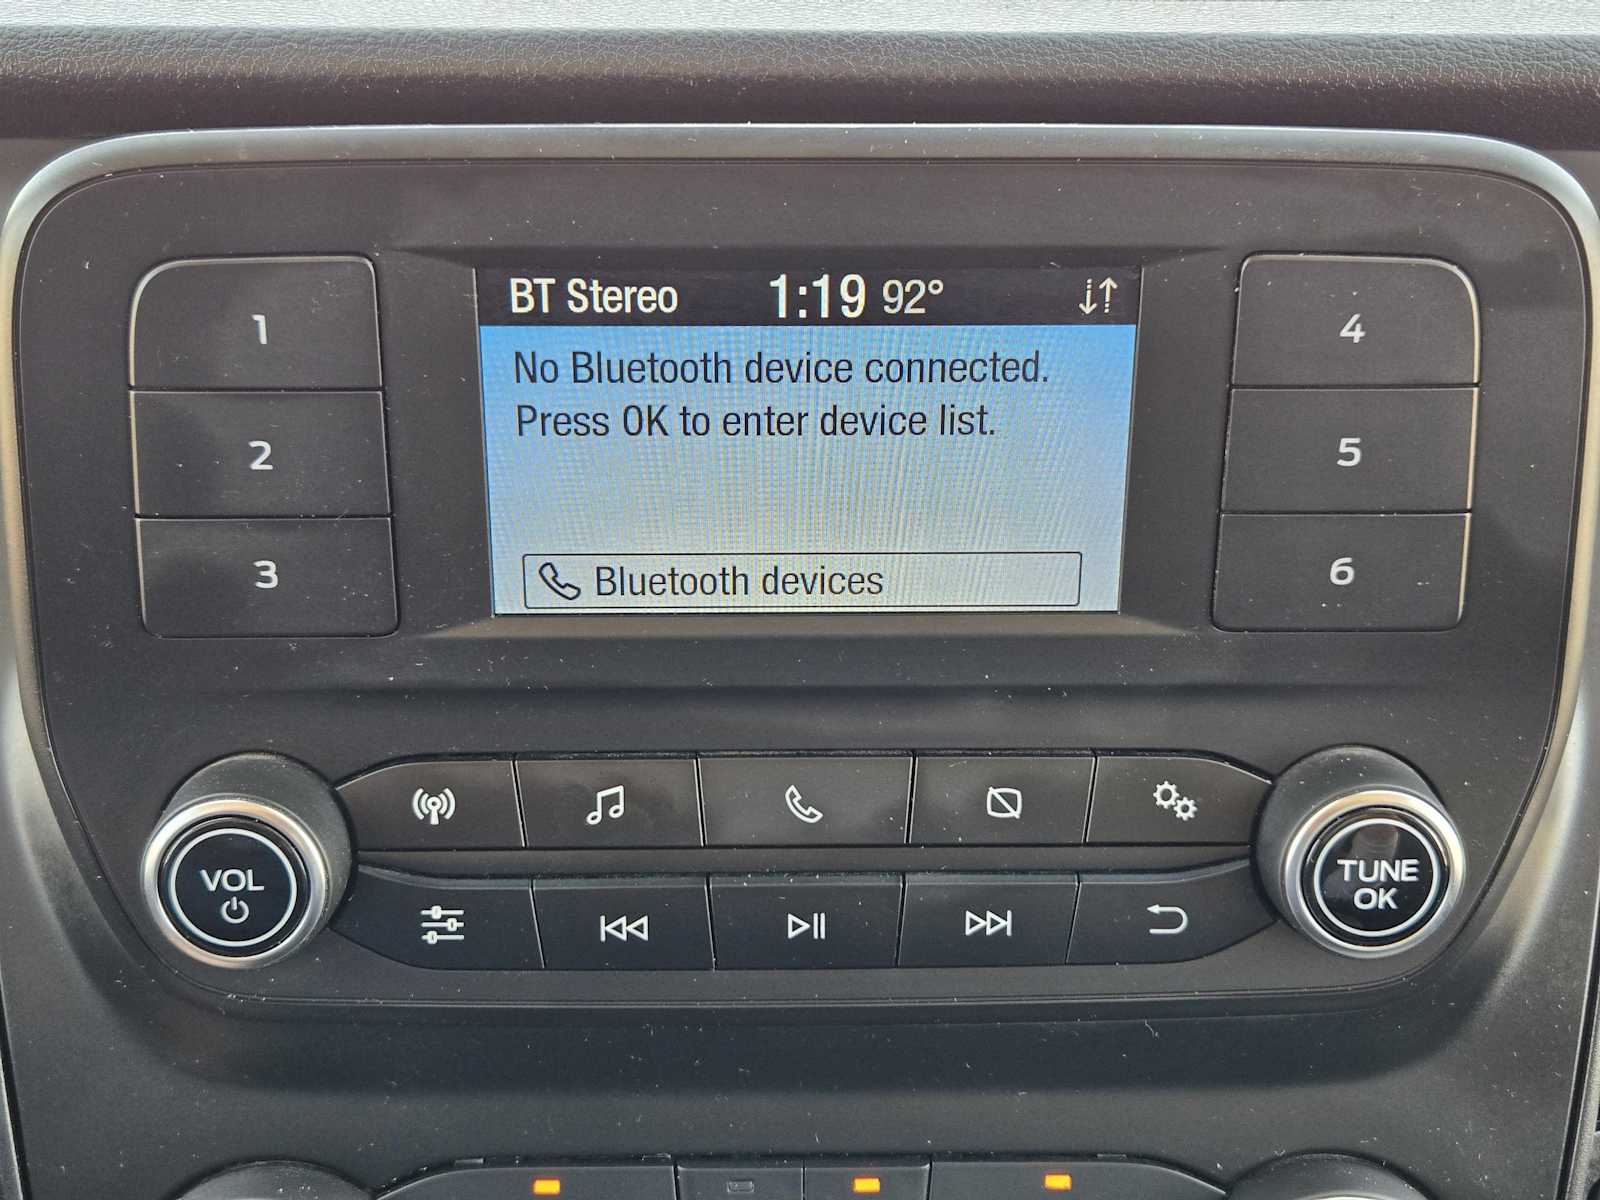 BT Stereo 1:19 92°
No Bluetooth device connected.
Press OK to enter device list.
Bluetooth devices
1
2
3
4
5
6
VOL
TUNE
OK